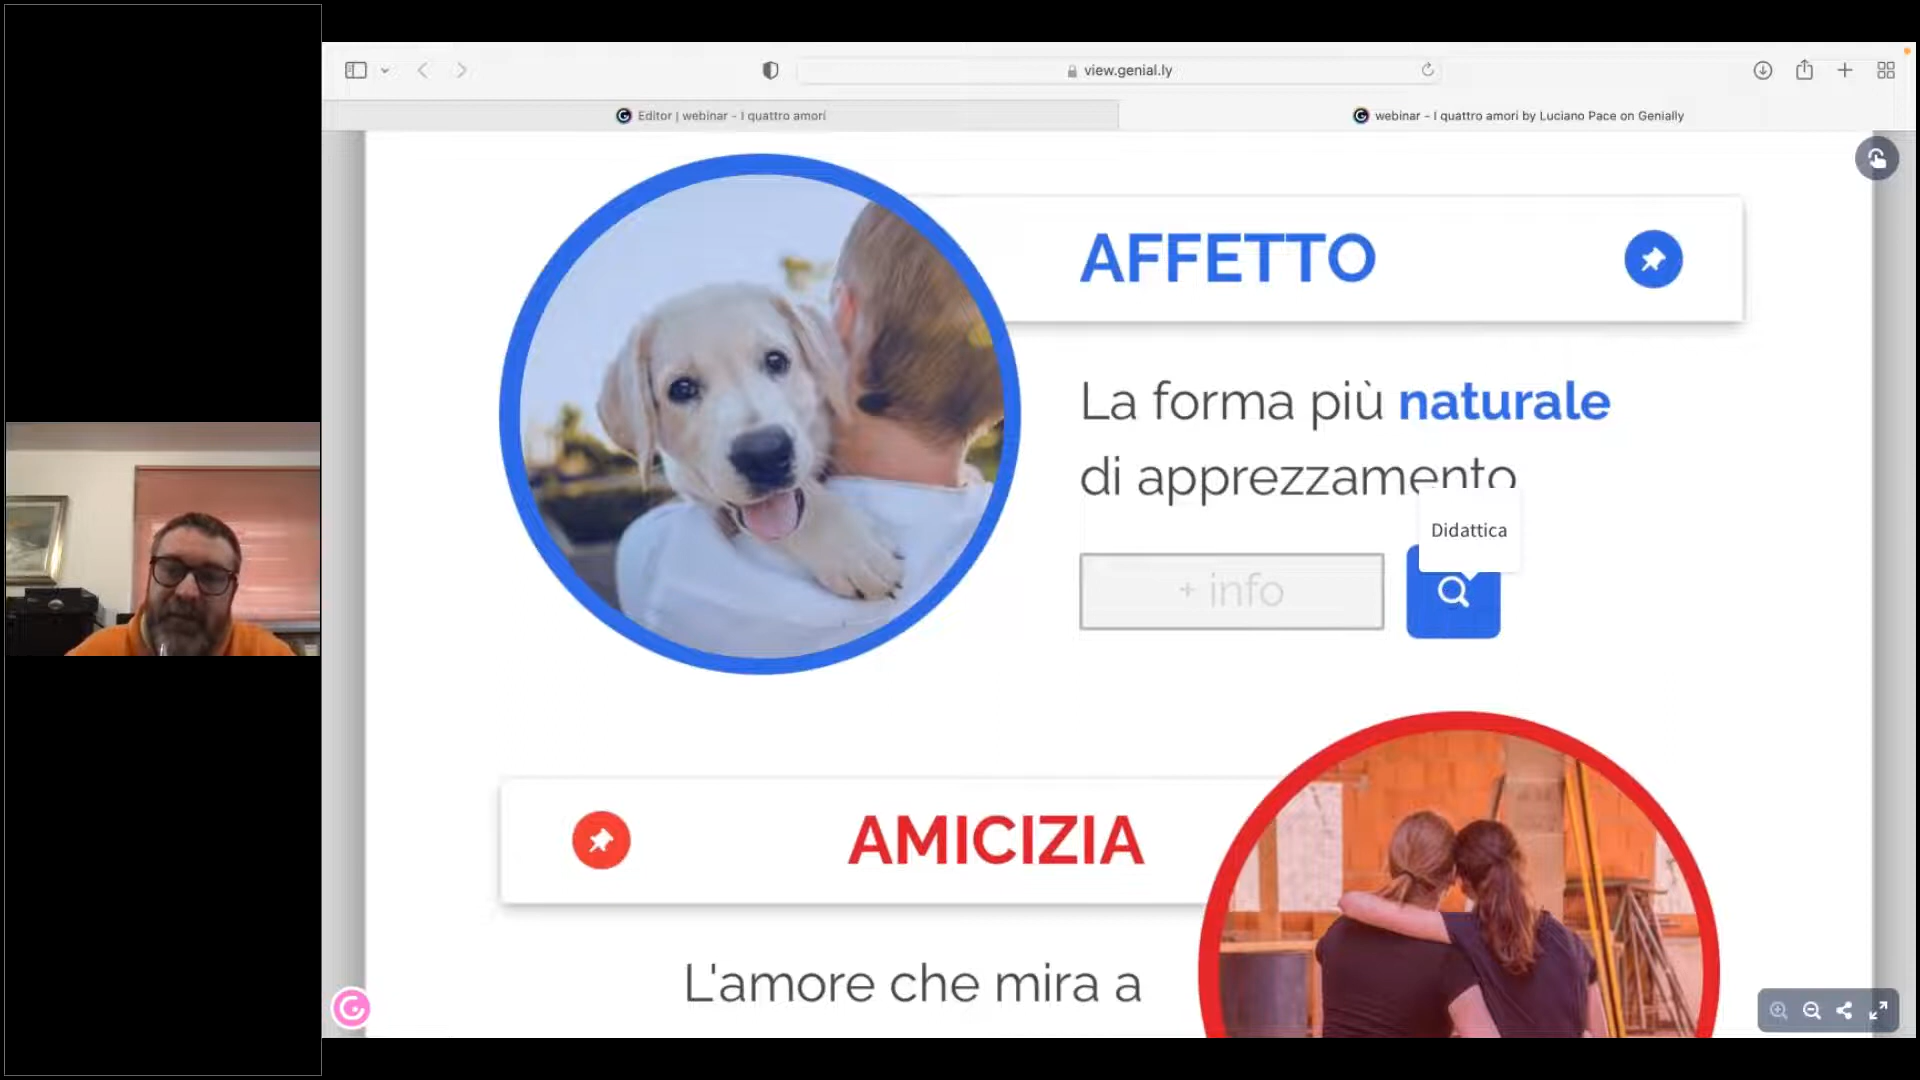 view.genial.ly
Editor | webinar - I quattro amori
webinar - I quattro amori by Luciano Pace on Genially
AFFETTO
La forma più naturale
di apprezzamento
Didattica
+ info
AMICIZIA
L'amore che mira a